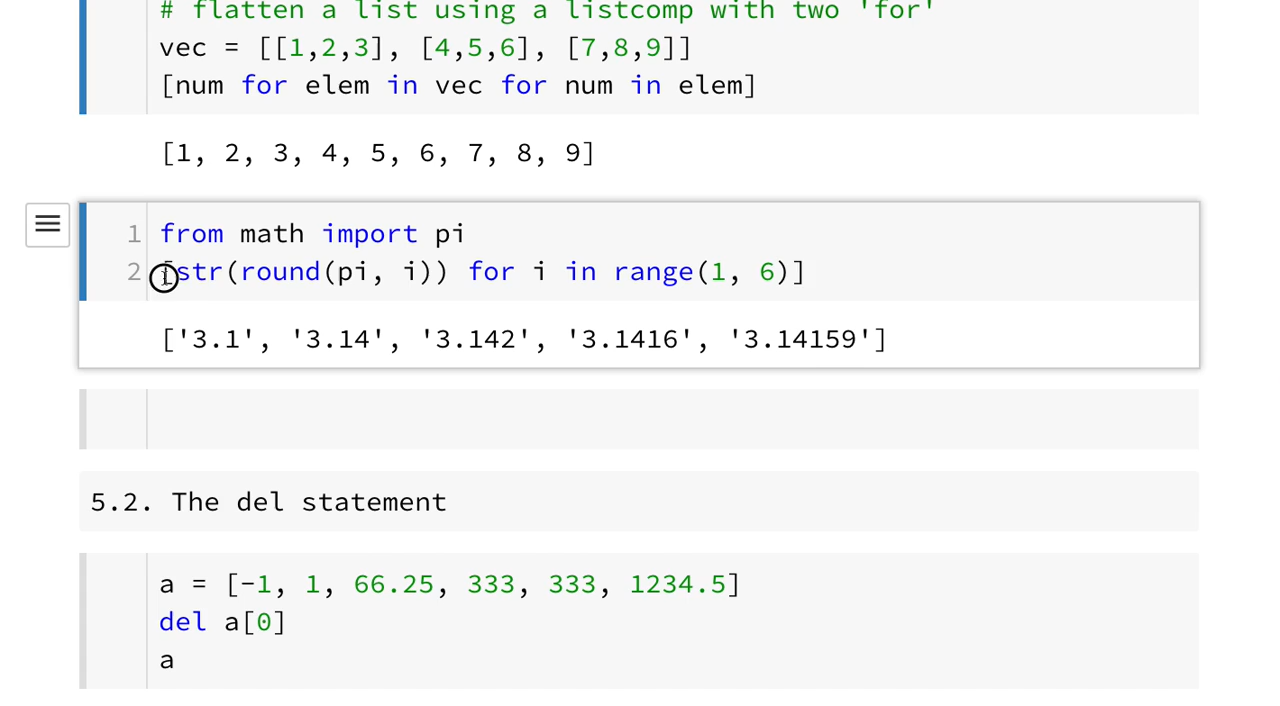 # flatten a list using a listcomp with two 'for'
vec = [[1,2,3], [4,5,6], [7,8,9]]
[num for elem in vec for num in elem]
[1, 2, 3, 4, 5, 6, 7, 8, 9]
1 from math import pi
2 [str(round(pi, i)) for i in range(1, 6)]
['3.1', '3.14', '3.142', '3.1416', '3.14159']
5.2. The del statement
a = [-1, 1, 66.25, 333, 333, 1234.5]
del a[0]
a